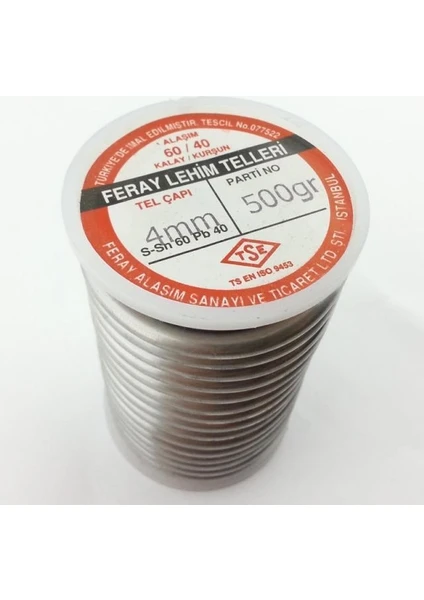 TÜRKİYE'DE İMAL EDİLMİŞTİR. TESCİL No.077522
ALAŞIM
60 / 40
KALAY / KURŞUN
FERAY LEHİM TELLERİ
TEL ÇAPI
PARTİ NO
4mm
500gr
S-Sn 60 Pb 40
TSE
TS EN ISO 9453
FERAY ALAŞIM SANAYİ VE TİCARET LTD. ŞTİ. İSTANBUL